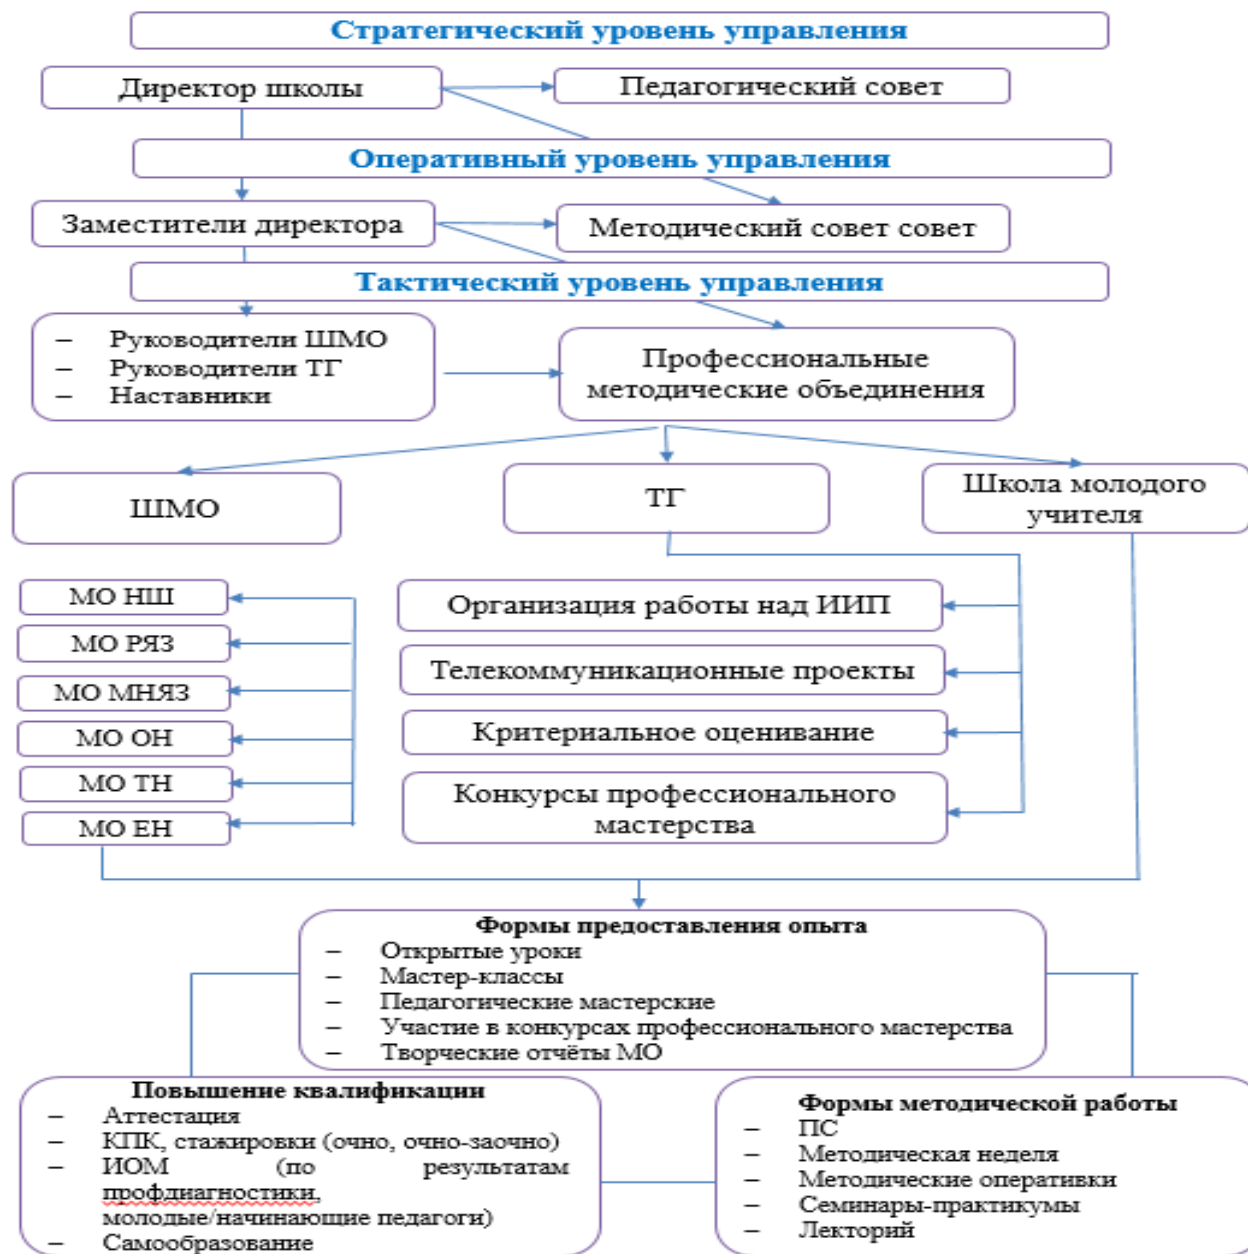 Стратегический уровень управления
Директор школы
Педагогический совет
Оперативный уровень управления
Заместители директора
Методический совет совет
Тактический уровень управления
– Руководители ШМО
– Руководители ТГ
– Наставники
Профессиональные
методические объединения
ШМО
ТГ
Школа молодого
учителя
МО НШ
МО РЯЗ
МО МНЯЗ
МО ОН
МО ТН
МО ЕН
Организация работы над ИИП
Телекоммуникационные проекты
Критериальное оценивание
Конкурсы профессионального
мастерства
Формы предоставления опыта
– Открытые уроки
– Мастер-классы
– Педагогические мастерские
– Участие в конкурсах профессионального мастерства
– Творческие отчёты МО
Повышение квалификации
– Аттестация
– КПК, стажировки (очно, очно-заочно)
– ИОМ (по результатам
профдиагностики,
молодые/начинающие педагоги)
– Самообразование
Формы методической работы
– ПС
– Методическая неделя
– Методические оперативки
– Семинары-практикумы
– Лекторий